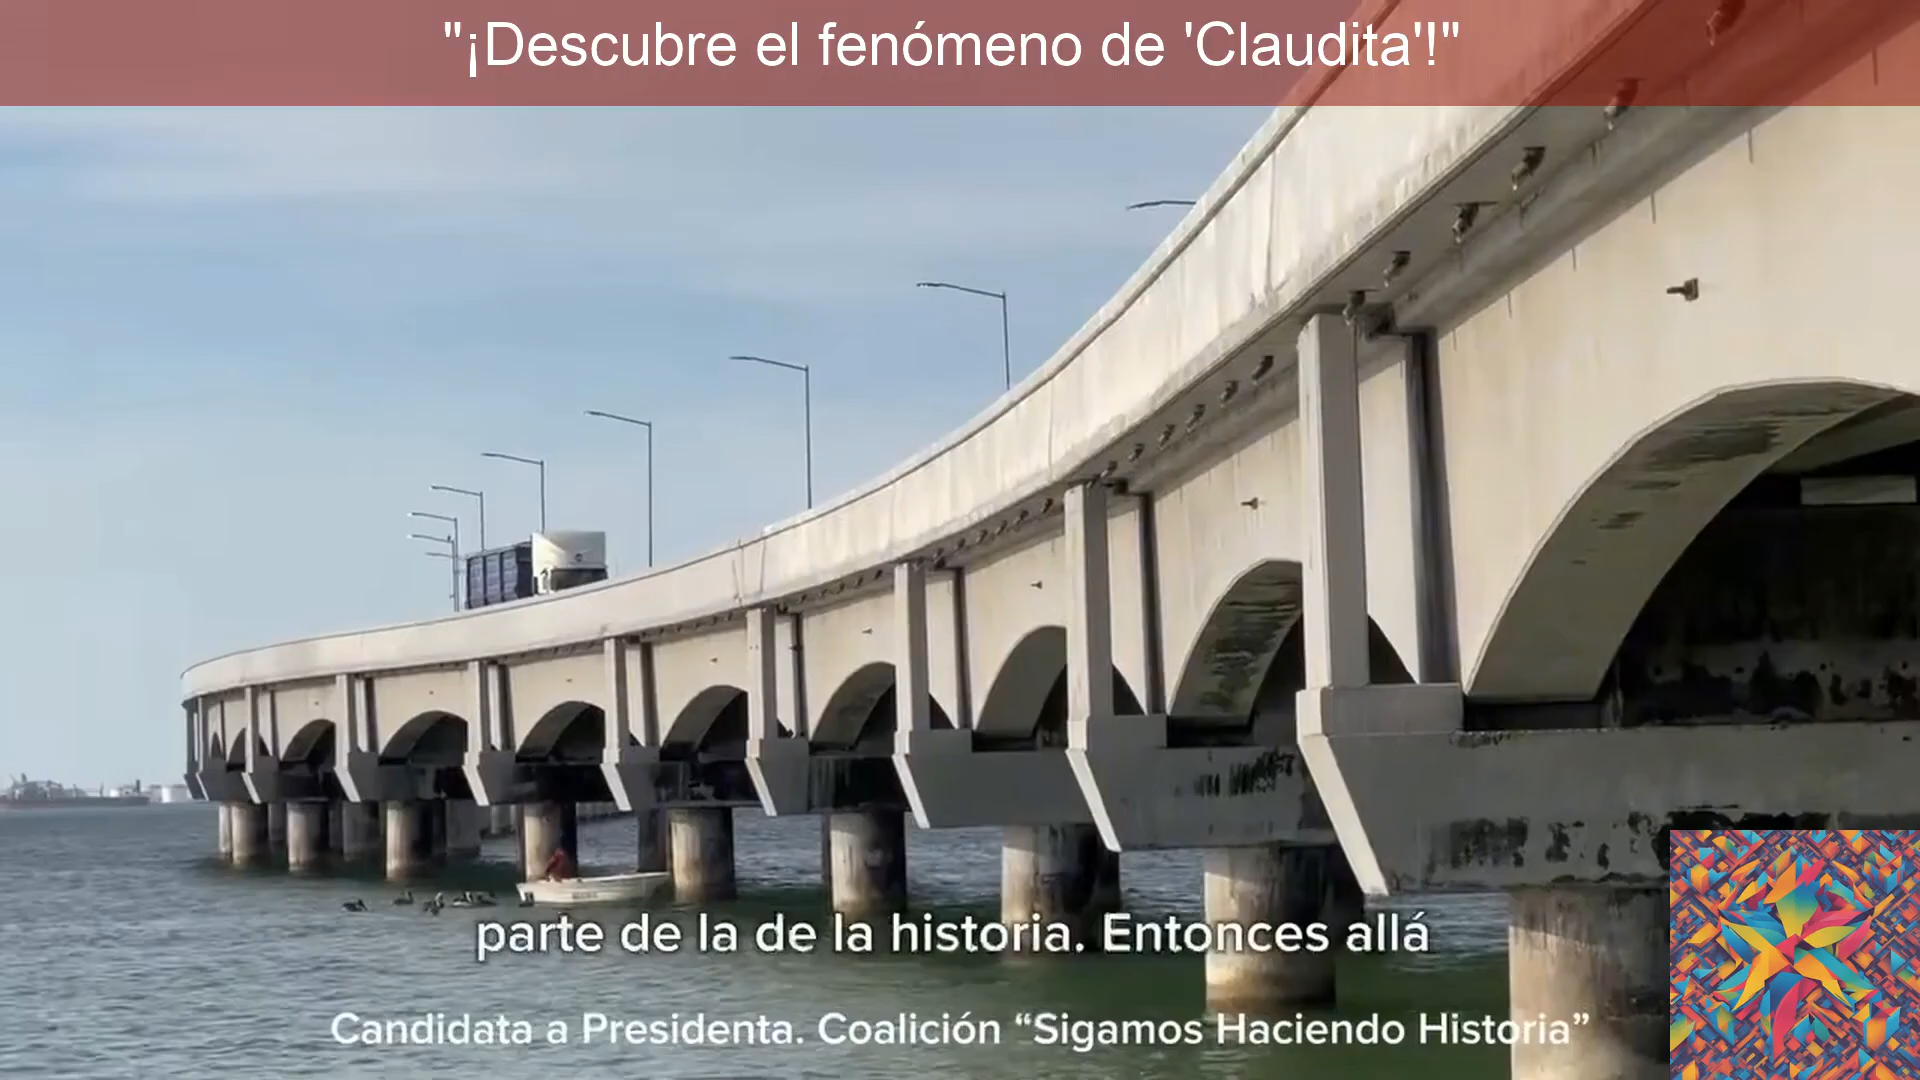 "¡Descubre el fenómeno de 'Claudita'!"
parte de la de la historia. Entonces allá
Candidata a Presidenta. Coalición “Sigamos Haciendo Historia”